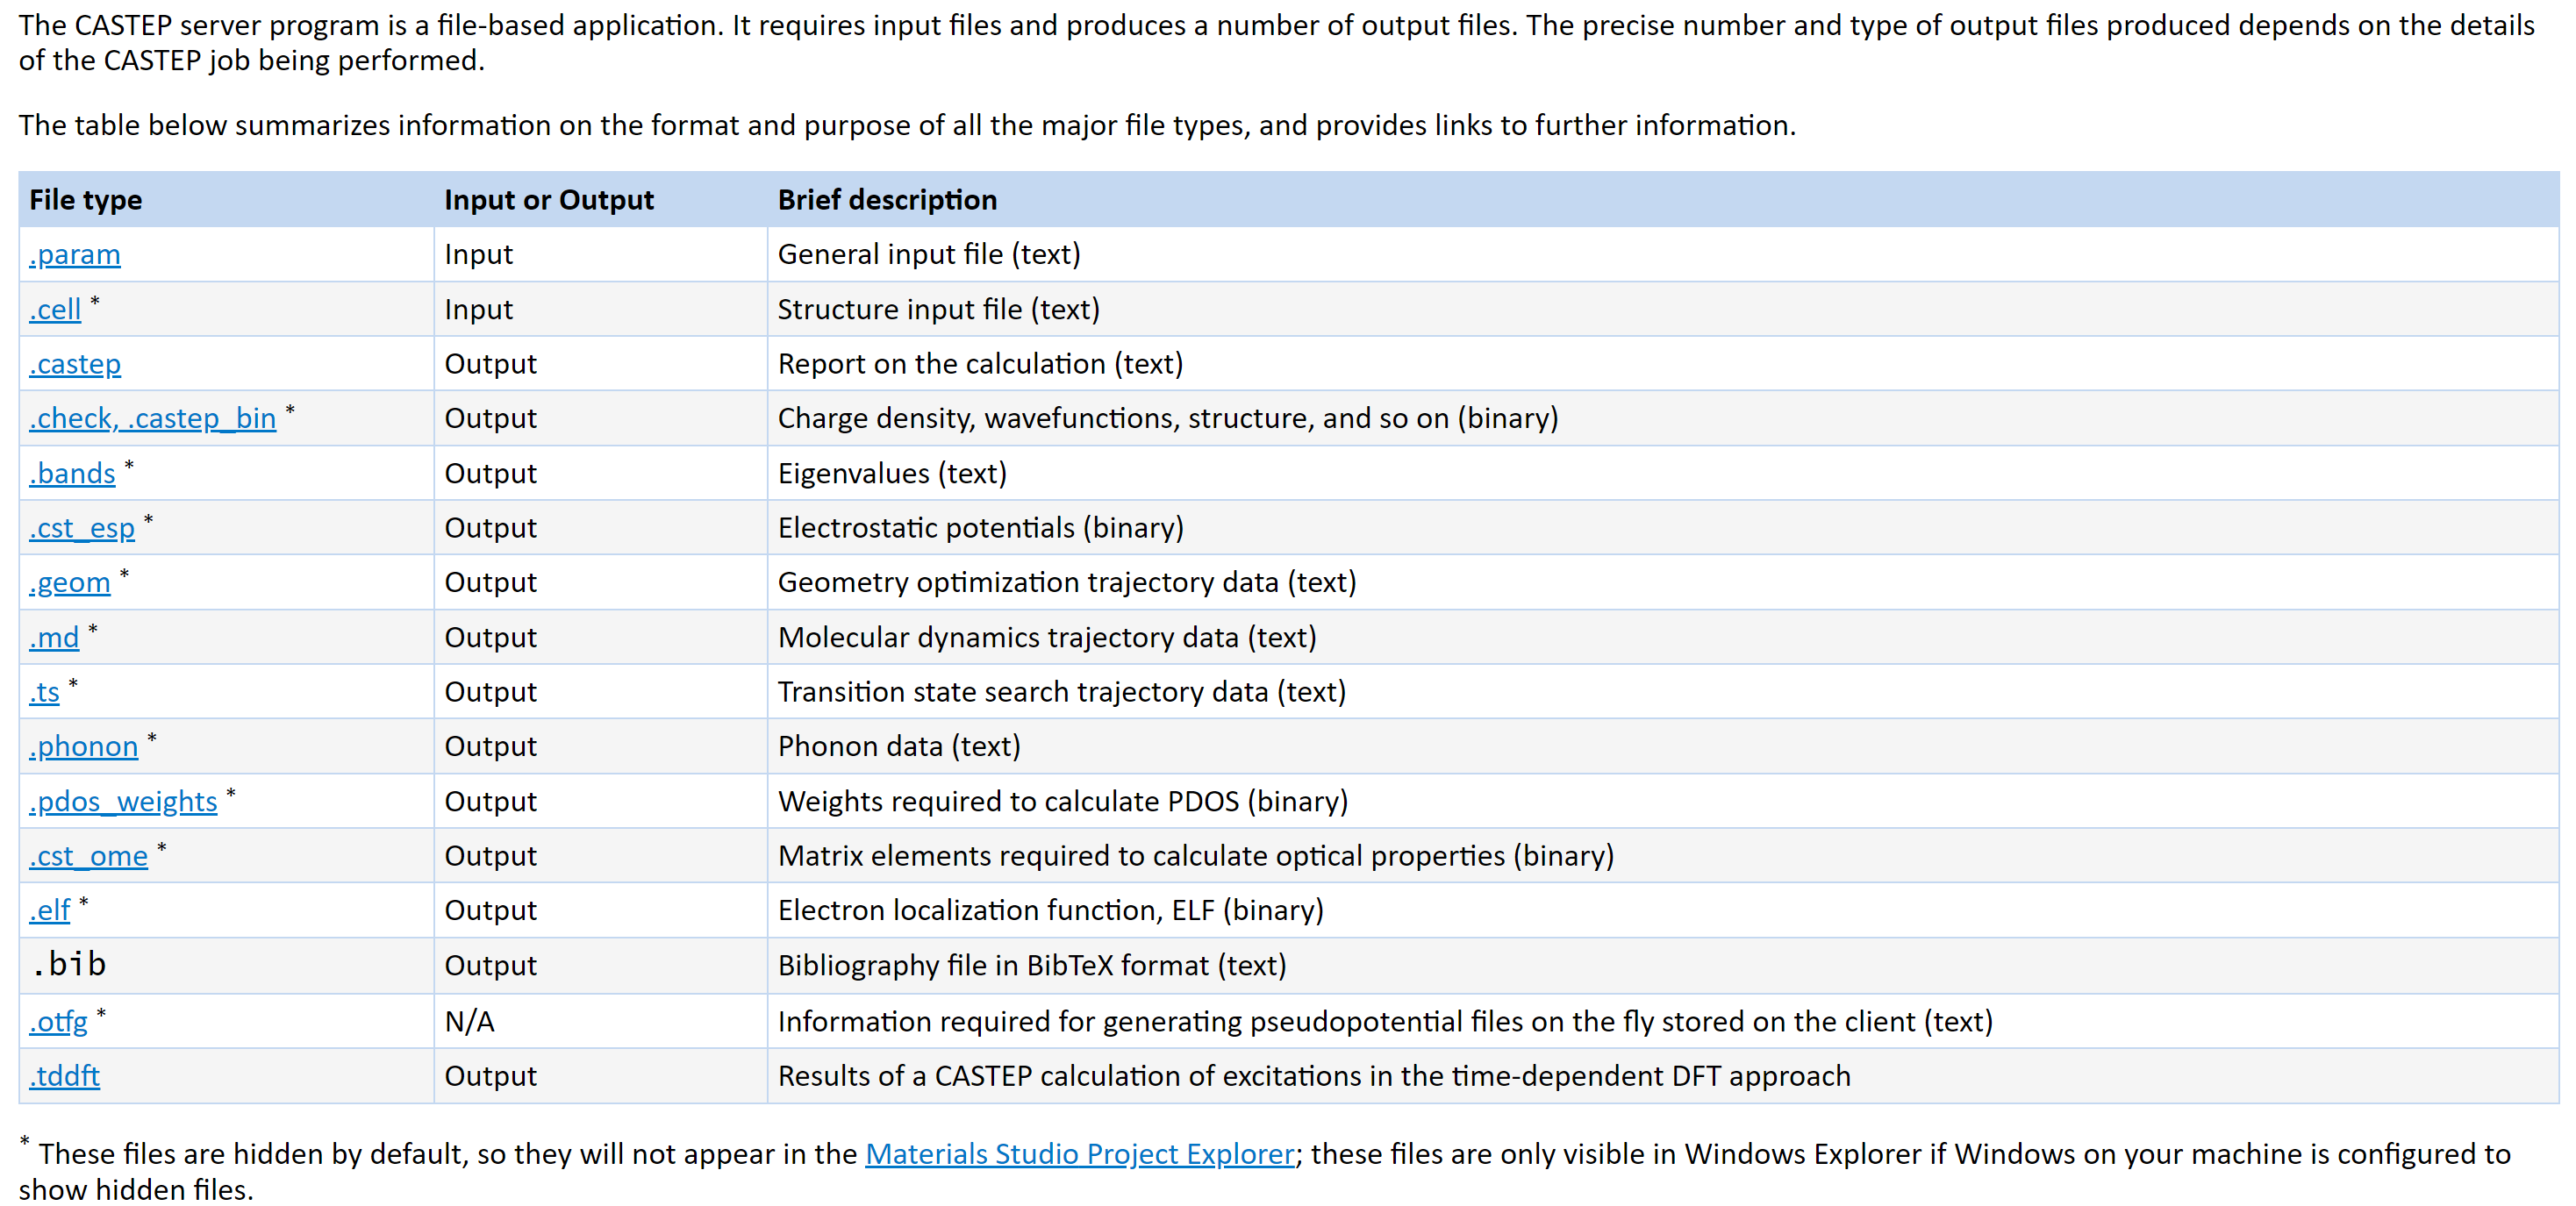 The CASTEP server program is a file-based application. It requires input files and produces a number of output files. The precise number and type of output files produced depends on the details
of the CASTEP job being performed.
The table below summarizes information on the format and purpose of all the major file types, and provides links to further information.
File type Input or Output Brief description
.param Input General input file (text)
.cell * Input Structure input file (text)
.castep Output Report on the calculation (text)
.check, .castep_bin * Output Charge density, wavefunctions, structure, and so on (binary)
.bands * Output Eigenvalues (text)
.cst_esp * Output Electrostatic potentials (binary)
.geom * Output Geometry optimization trajectory data (text)
.md * Output Molecular dynamics trajectory data (text)
.ts * Output Transition state search trajectory data (text)
.phonon * Output Phonon data (text)
.pdos_weights * Output Weights required to calculate PDOS (binary)
.cst_ome * Output Matrix elements required to calculate optical properties (binary)
.elf * Output Electron localization function, ELF (binary)
.bib Output Bibliography file in BibTeX format (text)
.otfg * N/A Information required for generating pseudopotential files on the fly stored on the client (text)
.tddft Output Results of a CASTEP calculation of excitations in the time-dependent DFT approach
* These files are hidden by default, so they will not appear in the Materials Studio Project Explorer; these files are only visible in Windows Explorer if Windows on your machine is configured to
show hidden files.